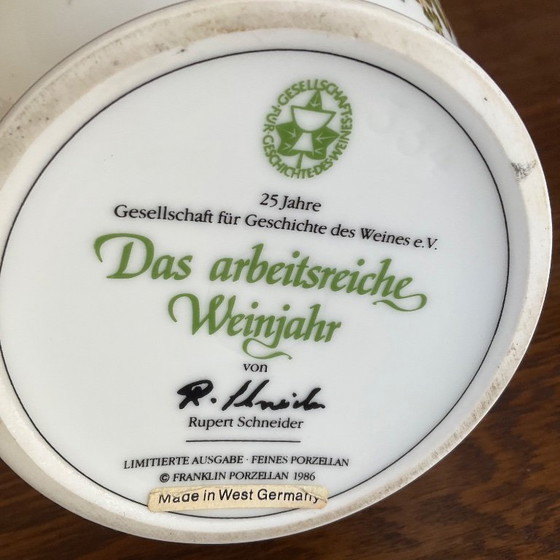 GESELLSCHAFT·FÜR·GESCHICHTE·DES·WEINES·E·V·
25 Jahre
Gesellschaft für Geschichte des Weines e.V.
Das arbeitsreiche
Weinjahr
von
R. Schneider
Rupert Schneider
LIMITIERTE AUSGABE · FEINES PORZELLAN
© FRANKLIN PORZELLAN 1986
Made in West Germany